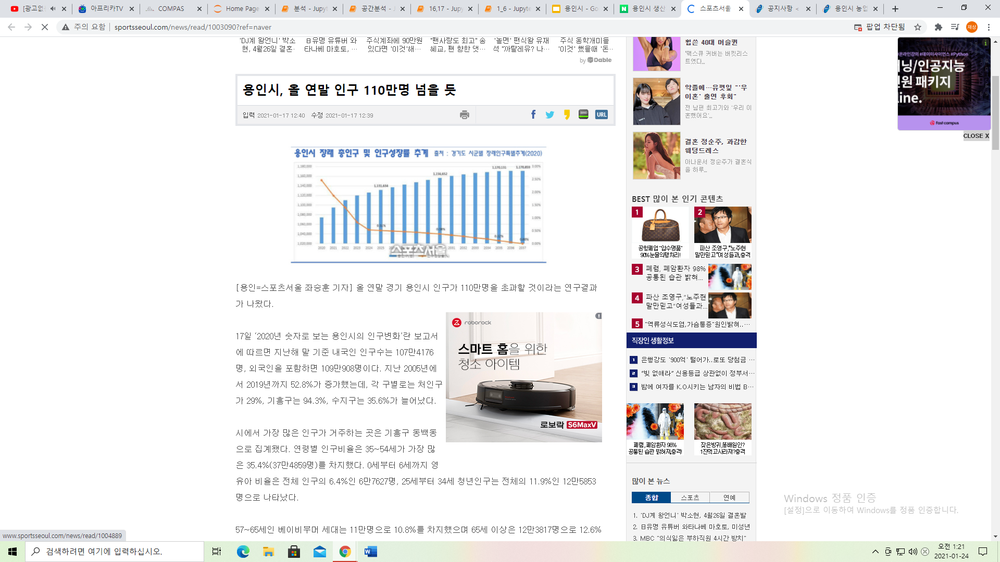 [광고없
아프리카TV
COMPAS
Home Page
분석 - Jupyt
공간분석 - J
16,17 - Jupy
1_6 - Jupyte
용인시 - Go
용인시 생산
스포츠서울
공지사항 <
용인시 농업
주의 요함
sportsseoul.com/news/read/1003090?ref=naver
팝업 차단됨
재상
'DJ계 왕언니' 박소
현, 4월26일 결혼·
日유명 유튜버 와
타나베 마호토, …
주식계좌에 90만원
있다면 '이것'해…
"팬사랑도 최고" 송
혜교, 팬 향한 댓…
'놀면' 편식왕 유재
석 "까탈레유? 나…
주식 동학개미들
'이것' 했을때 '돈‥
by Dable
용인시, 올 연말 인구 110만명 넘을 듯
입력 2021-01-17 12:40 수정 2021-01-17 12:39
URL
용인시 장래 총인구 및 인구성장률 추계 출처 : 경기도 시군별 장래인구특별추계(2020)
1,180,000
1,160,000
1,140,000
1,120,000
1,100,000
1,080,000
1,060,000
1,040,000
1,020,000
1,131,634
1,156,652
1,170,131
1,170,859
3.00%
2.50%
2.00%
1.50%
1.00%
0.50%
0.00%
0.51%
0.38%
0.12%
0.00%
2020 2021 2022 2023 2024 2025 2031 2032 2033 2034 2035 2036 2037
스포츠서울
[용인=스포츠서울 좌승훈 기자] 올 연말 경기 용인시 인구가 110만명을 초과할 것이라는 연구결과
가 나왔다.
17일 '2020년 숫자로 보는 용인시의 인구변화'란 보고서
에 따르면 지난해 말 기준 내국인 인구수는 107만4176
명, 외국인을 포함하면 109만908명이다. 지난 2005년에
서 2019년까지 52.8%가 증가했는데, 각 구별로는 처인구
가 29%, 기흥구는 94.3%, 수지구는 35.6%가 늘어났다.
시에서 가장 많은 인구가 거주하는 곳은 기흥구 동백동
으로 집계됐다. 연령별 인구비율은 35~54세가 가장 많
은 35.4%(37만4859명)를 차지했다. 0세부터 6세까지 영
유아 비율은 전체 인구의 6.4%인 6만7627명, 25세부터 34세 청년인구는 전체의 11.9%인 12만5853
명으로 나타났다.
57~65세인 베이비부머 세대는 11만명으로 10.8%를 차지했으며 65세 이상은 12만3817명으로 12.6%
roborock
스마트 홈을 위한
청소 아이템
로보락 S6MaxV
휩쓴 40대 머슬퀸
'맥스큐 커버는 버킷리스
트였다...
악플에…유깻잎 "'우
이혼' 출연 후회"
전 남편 최고기와 '우리 이
혼했어요'...
결혼 정순주, 과감한
웨딩드레스
아나운서 정순주가 결혼식
을 하루...
BEST 많이 본 인기 콘텐츠
1
공항폐업 "압수명품"
90%눈물의땡처리!
2
파산 조영구,"노주현
말만믿고"여성들과,충격
3 폐렴, 폐암환자 98%
공통된 습관 밝혀...
4 파산 조영구,"노주현
말만믿고"여성들과...
5 "역류성식도염,가슴통증"원인밝혀..…
직장인 생활정보
1 은행강도 '900억' 털어가..로또 당첨금 …
2 "빚 없애라" 신용등급 상관없이 정부서…
3 밤에 여자를 K.O시키는 남자의 비법 B…
폐렴,폐암환자 98%
공통된 습관 밝혀져충격!
잦은방귀,똥배원인?
1잔먹고사라져?충격
많이 본 뉴스
종합
스포츠
연예
1. 'DJ계 왕언니' 박소현, 4월26일 결혼발
2. 日유명 유튜버 와타나베 마호토, 미성년
3. MBC "의식잃은 부하직원 4시간 방치"
#온라인강의 #데이터사이언스 #Python
닝/인공지능
인원 패키지
line.
Fast campus
CLOSE X
Windows 정품 인증
[설정]으로 이동하여 Windows를 정품 인증합니다.
www.sportsseoul.com/news/read/1004889
검색하려면 여기에 입력하십시오.
오전 1:21
2021-01-24